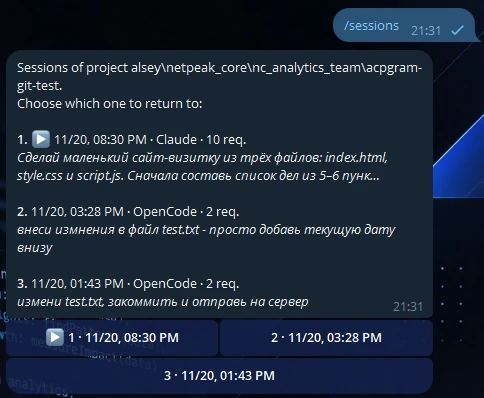 /sessions
21:31
Sessions of project alsey\netpeak_core\nc_analytics_team\acpgram-
git-test.
Choose which one to return to:
1. ▶ 11/20, 08:30 PM · Claude · 10 req.
Сделай маленький сайт-визитку из трёх файлов: index.html,
style.css и script.js. Сначала составь список дел из 5–6 пунк...
2. 11/20, 03:28 PM · OpenCode · 2 req.
внеси измнения в файл test.txt - просто добавь текущую дату
внизу
3. 11/20, 01:43 PM · OpenCode · 2 req.
измени test.txt, закоммить и отправь на сервер
21:31
▶ 1 · 11/20, 08:30 PM
2 · 11/20, 03:28 PM
3 · 11/20, 01:43 PM